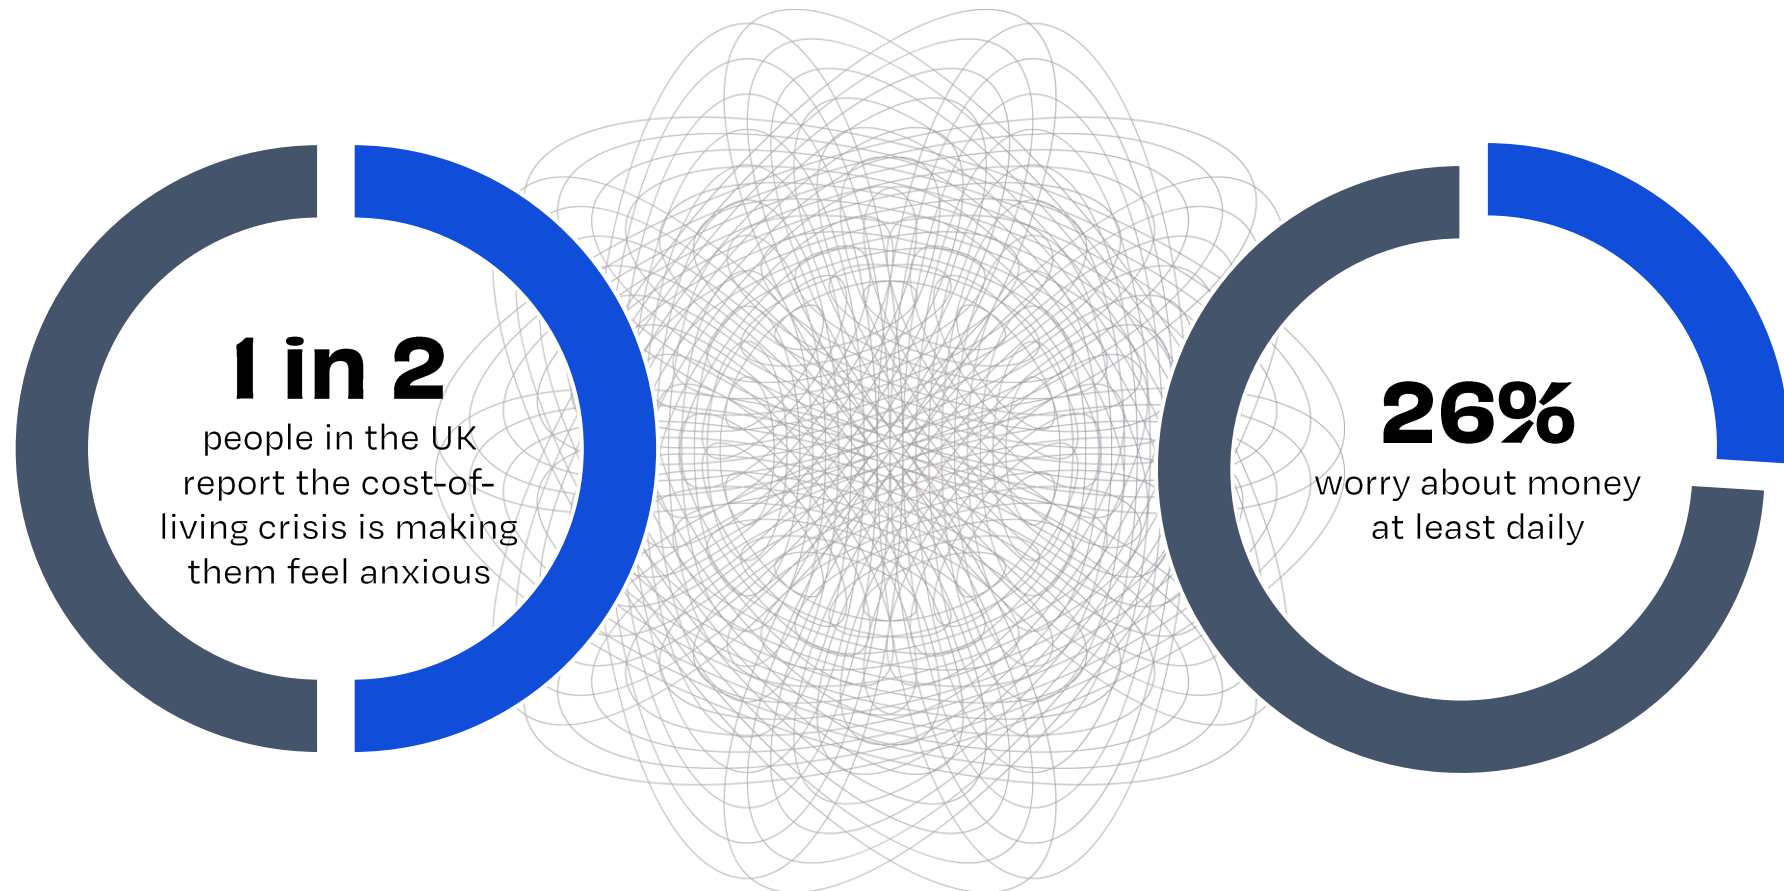 1 in 2
people in the UK
report the cost-of-
living crisis is making
them feel anxious
26%
worry about money
at least daily